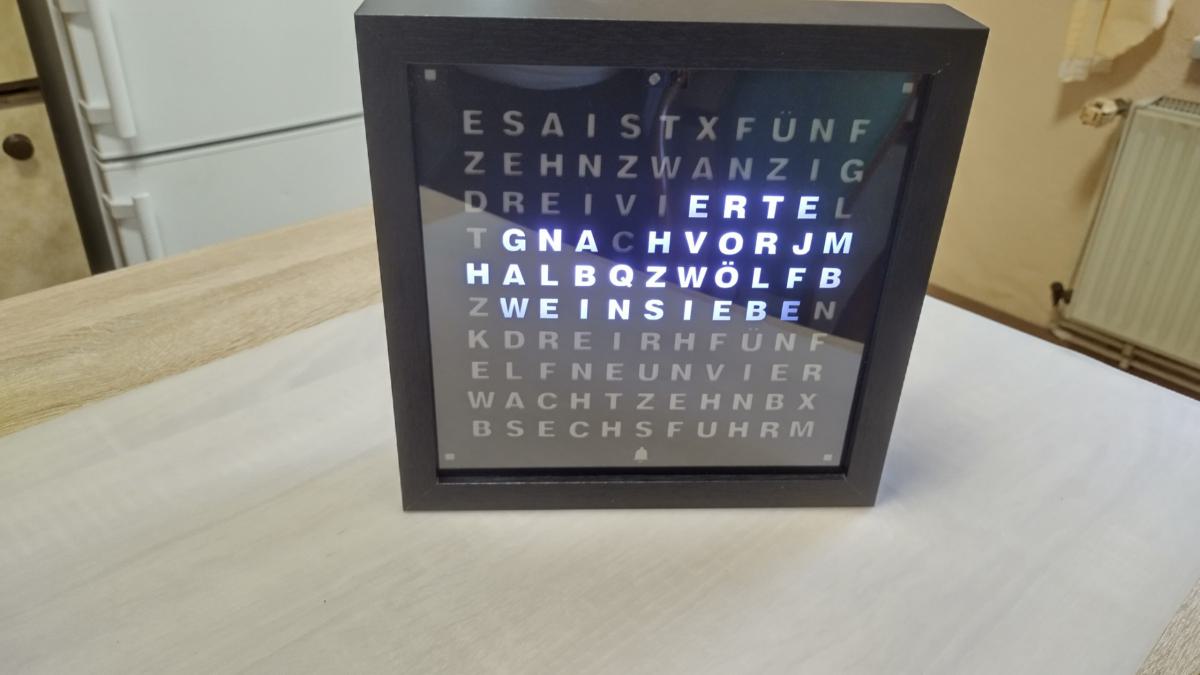 ESAISTXFÜNF
ZEHNZWANZIG
DREIVIERTEL
TGNACHVORJM
HALBQZWÖLFB
ZWEINSIEBEN
KDREIRHFÜNF
ELFNEUNVIER
WACHTZEHNBX
BSECHSFUHRM